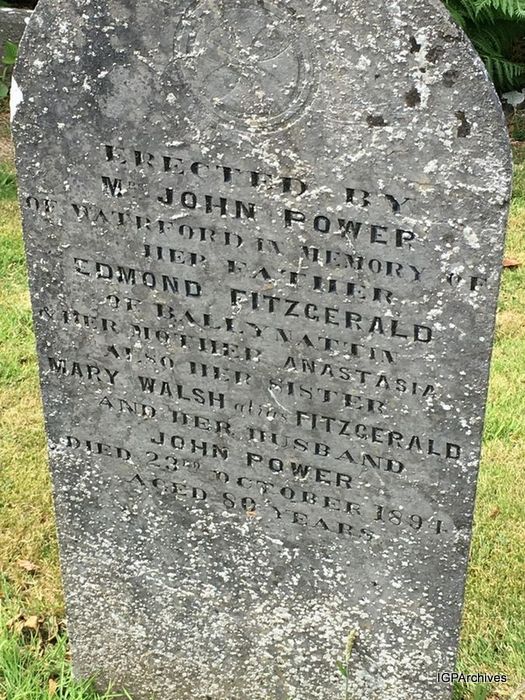 ERECTED BY
Mrs JOHN POWER
OF WATRFORD IN MEMORY OF
HER FATHER
EDMOND FITZGERALD
OF BALLYNATTIN
& HER MOTHER ANASTASIA
ALSO HER SISTER
MARY WALSH alias FITZGERALD
AND HER HUSBAND
JOHN POWER
DIED 23RD OCTOBER 1894
AGED 80 YEARS
IGPArchives